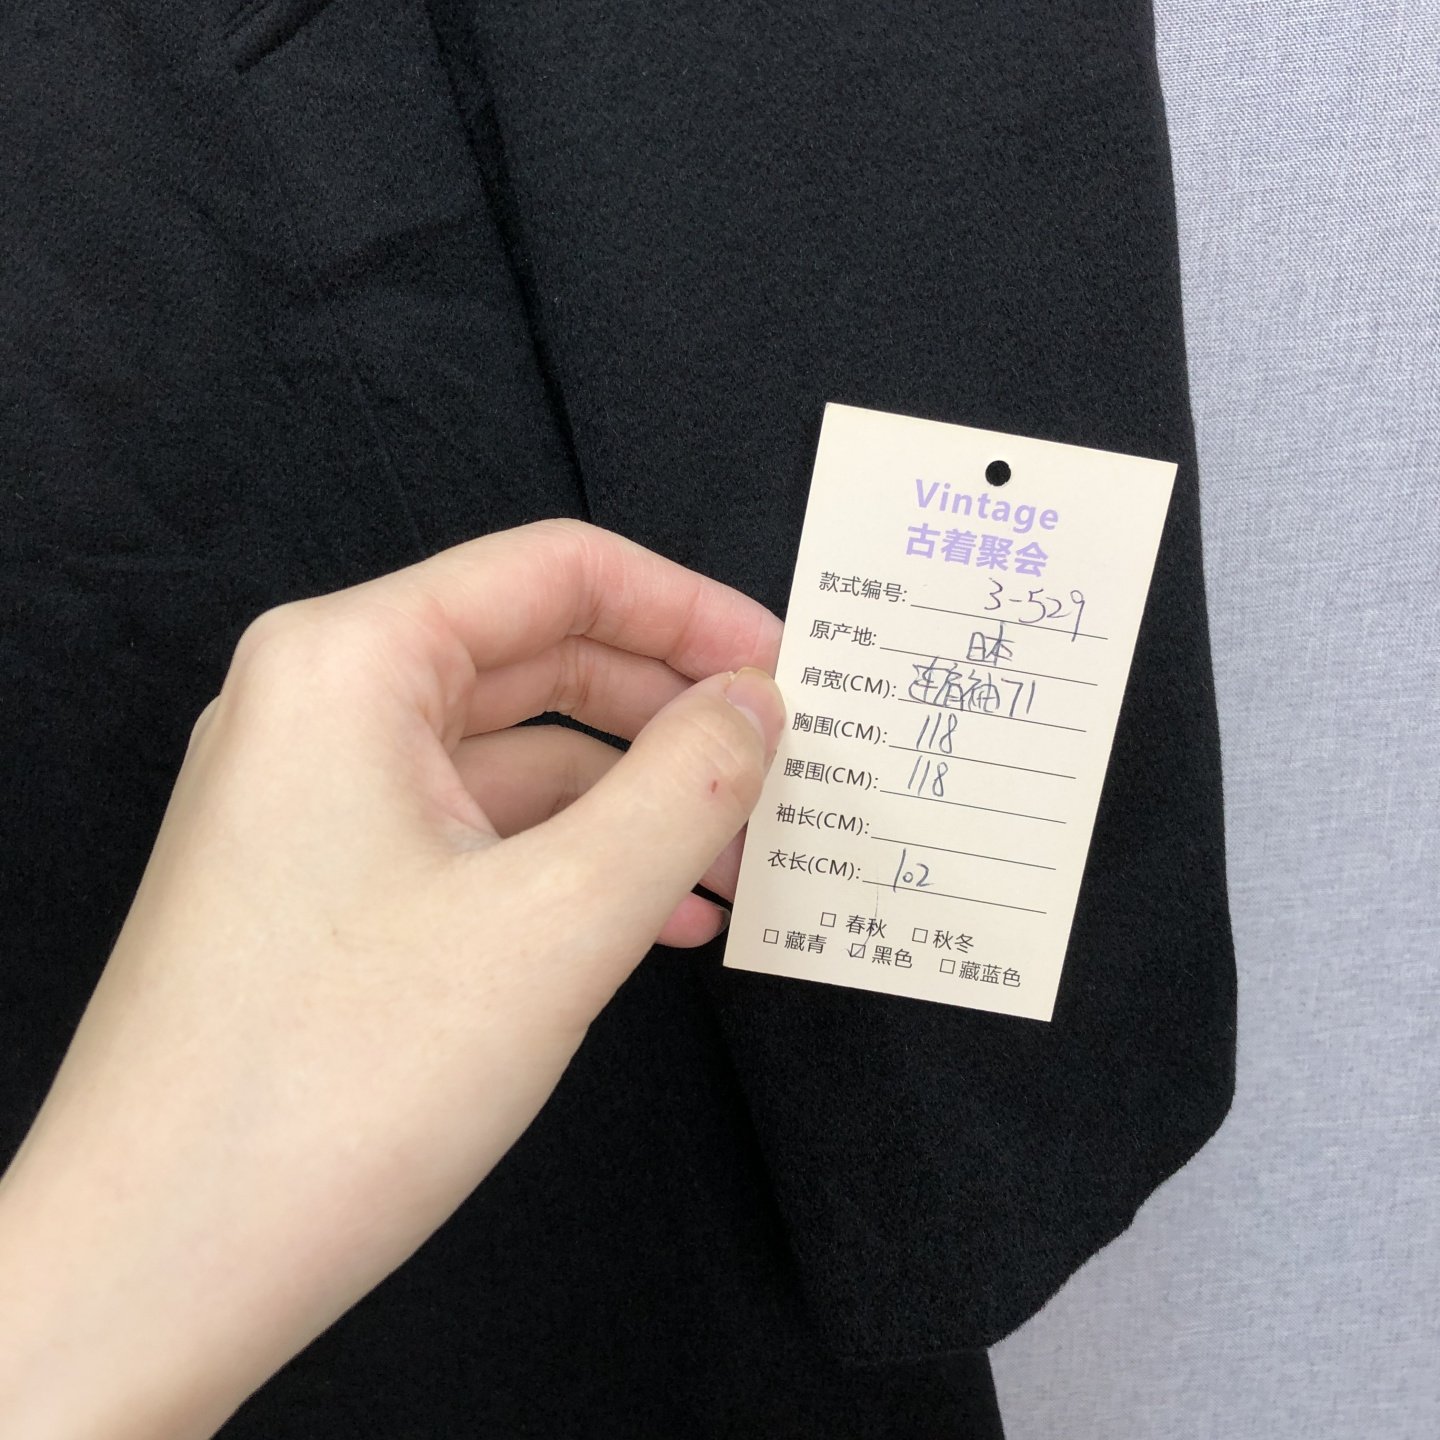 Vintage
古着聚会
款式编号: 3-529
原产地: 日本
肩宽(CM): 连肩袖71
胸围(CM): 118
腰围(CM): 118
袖长(CM):
衣长(CM): 102
□ 春秋 □ 秋冬
□ 藏青 ☑ 黑色 □ 藏蓝色